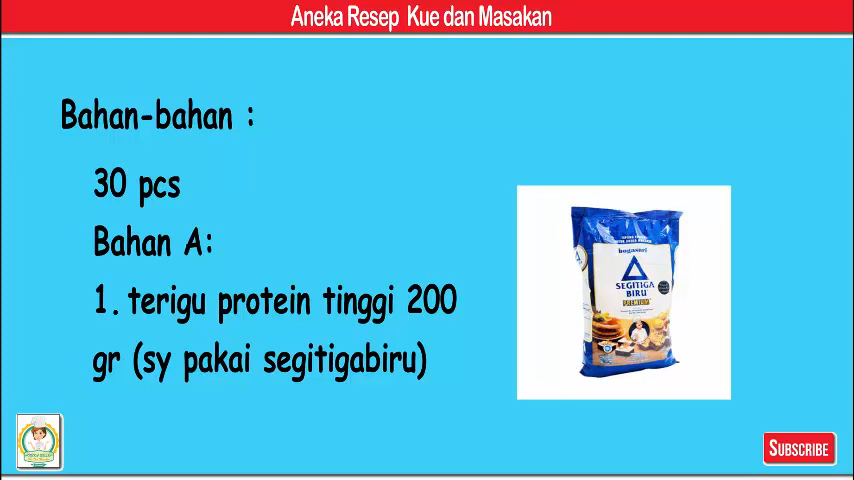 Aneka Resep Kue dan Masakan
Bahan-bahan :
30 pcs
Bahan A:
1. terigu protein tinggi 200
gr (sy pakai segitigabiru)
bogasari
SEGITIGA
BIRU
PREMIUM
SUBSCRIBE